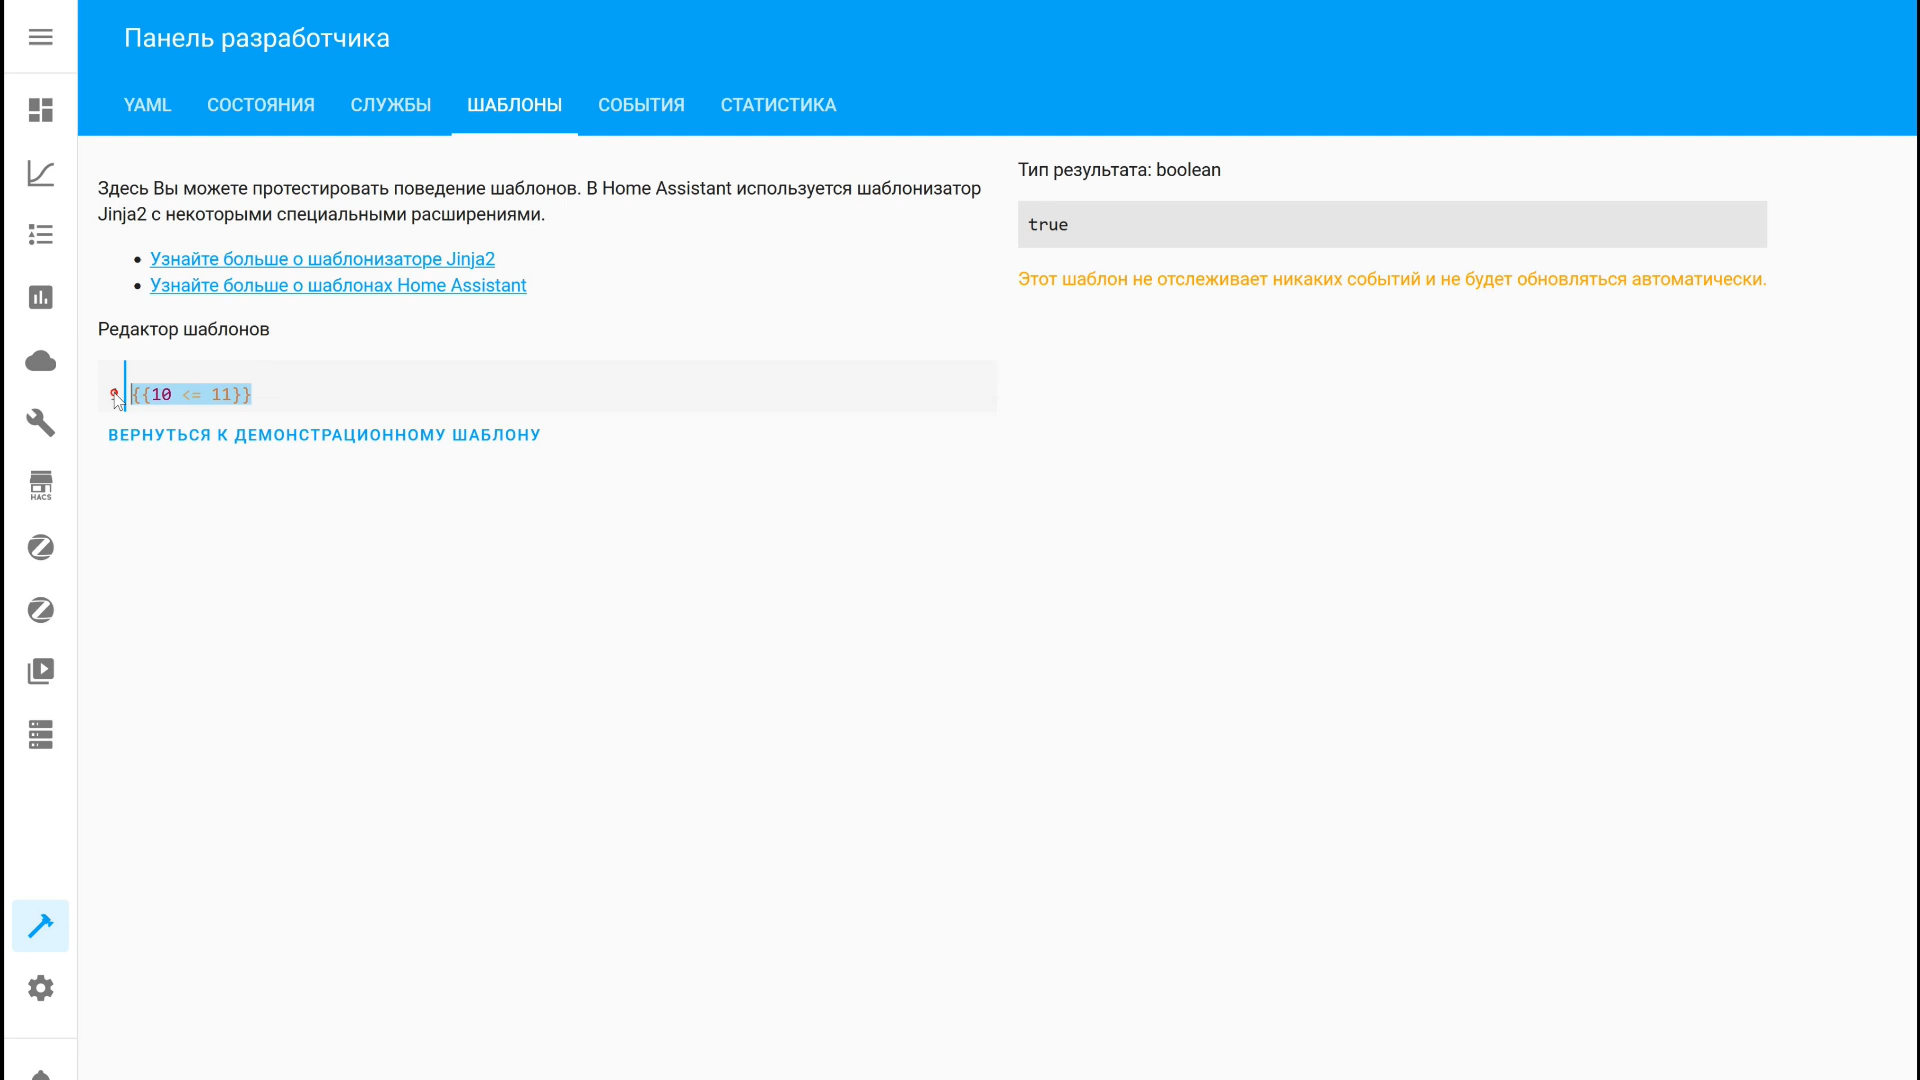 Панель разработчика
YAML СОСТОЯНИЯ СЛУЖБЫ ШАБЛОНЫ СОБЫТИЯ СТАТИСТИКА
Здесь Вы можете протестировать поведение шаблонов. В Home Assistant используется шаблонизатор
Jinja2 с некоторыми специальными расширениями.
Узнайте больше о шаблонизаторе Jinja2
Узнайте больше о шаблонах Home Assistant
Редактор шаблонов
{{10 <= 11}}
ВЕРНУТЬСЯ К ДЕМОНСТРАЦИОННОМУ ШАБЛОНУ
Тип результата: boolean
true
Этот шаблон не отслеживает никаких событий и не будет обновляться автоматически.
HACS